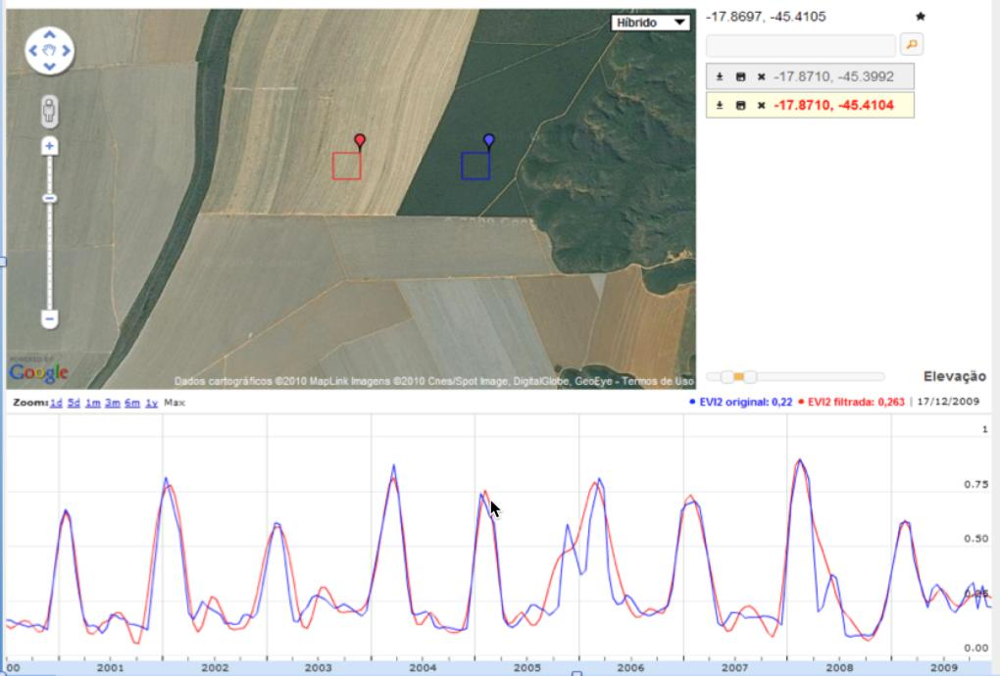 Híbrido
-17.8697, -45.4105
-17.8710, -45.3992
-17.8710, -45.4104
POWERED BY
Google
Dados cartográficos ©2010 MapLink Imagens ©2010 Cnes/Spot Image, DigitalGlobe, GeoEye - Termos de Uso
Elevação
Zoom: 1d 5d 1m 3m 6m 1y Max
EVI2 original: 0,22 EVI2 filtrada: 0,263 | 17/12/2009
1
0.75
0.50
0.25
0.00
00 2001 2002 2003 2004 2005 2006 2007 2008 2009